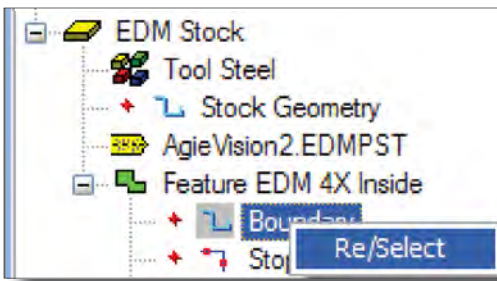 EDM Stock
Tool Steel
Stock Geometry
AgieVision2.EDMPST
Feature EDM 4X Inside
Boundary
Re/Select